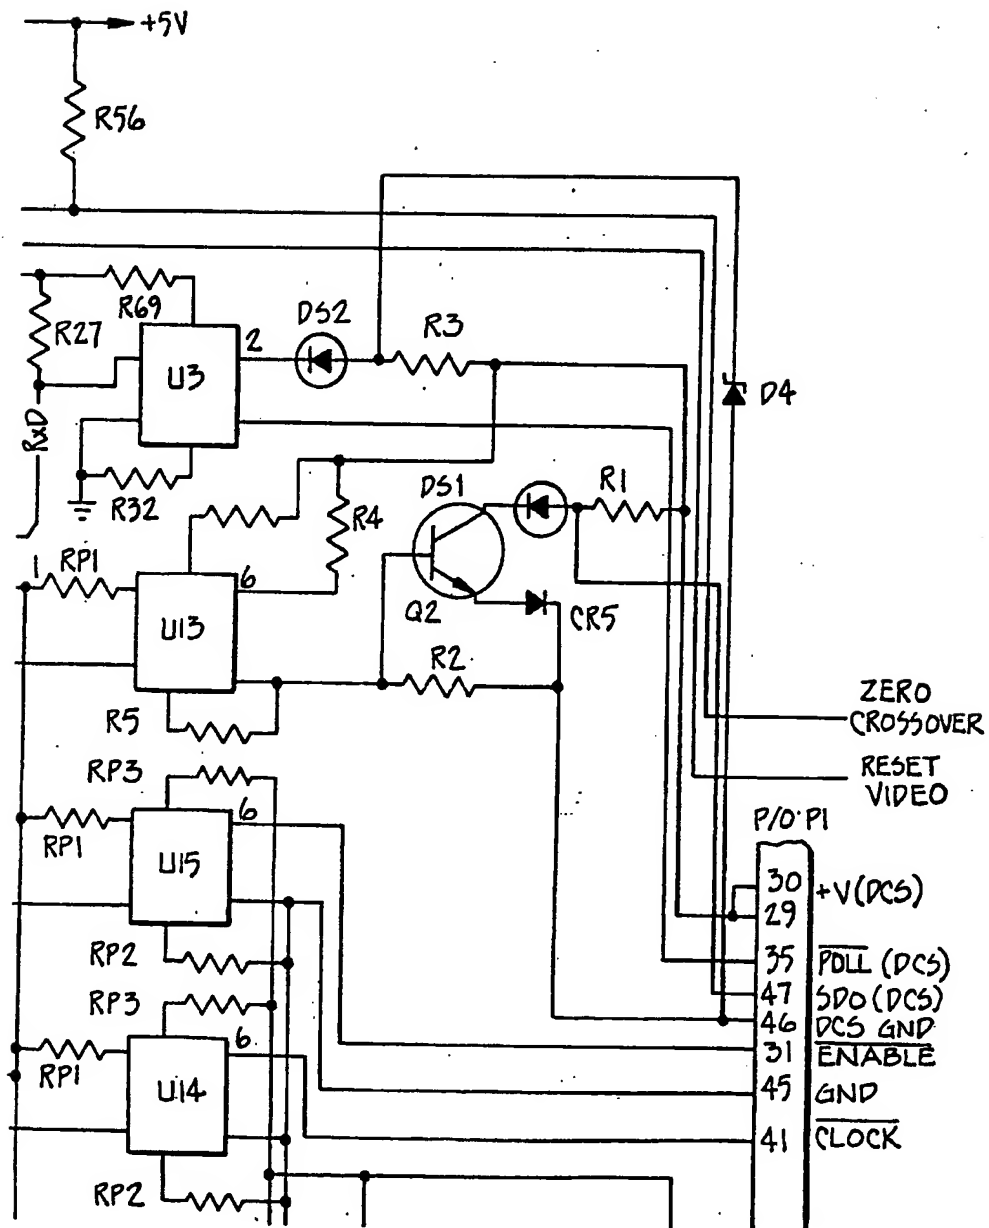 +5V
R56
R69
DS2
R3
R27
2
U3
D4
RxD
R32
DS1
R1
R4
1
RP1
6
Q2
CR5
U13
R2
R5
ZERO
CROSSOVER
RP3
RESET
VIDEO
6
P/O P1
RP1
U15
30
+V(DCS)
29
RP2
35 POLL (DCS)
RP3
47 SDO (DCS)
46 DCS GND
6
31 ENABLE
RP1
U14
45 GND
41 CLOCK
RP2